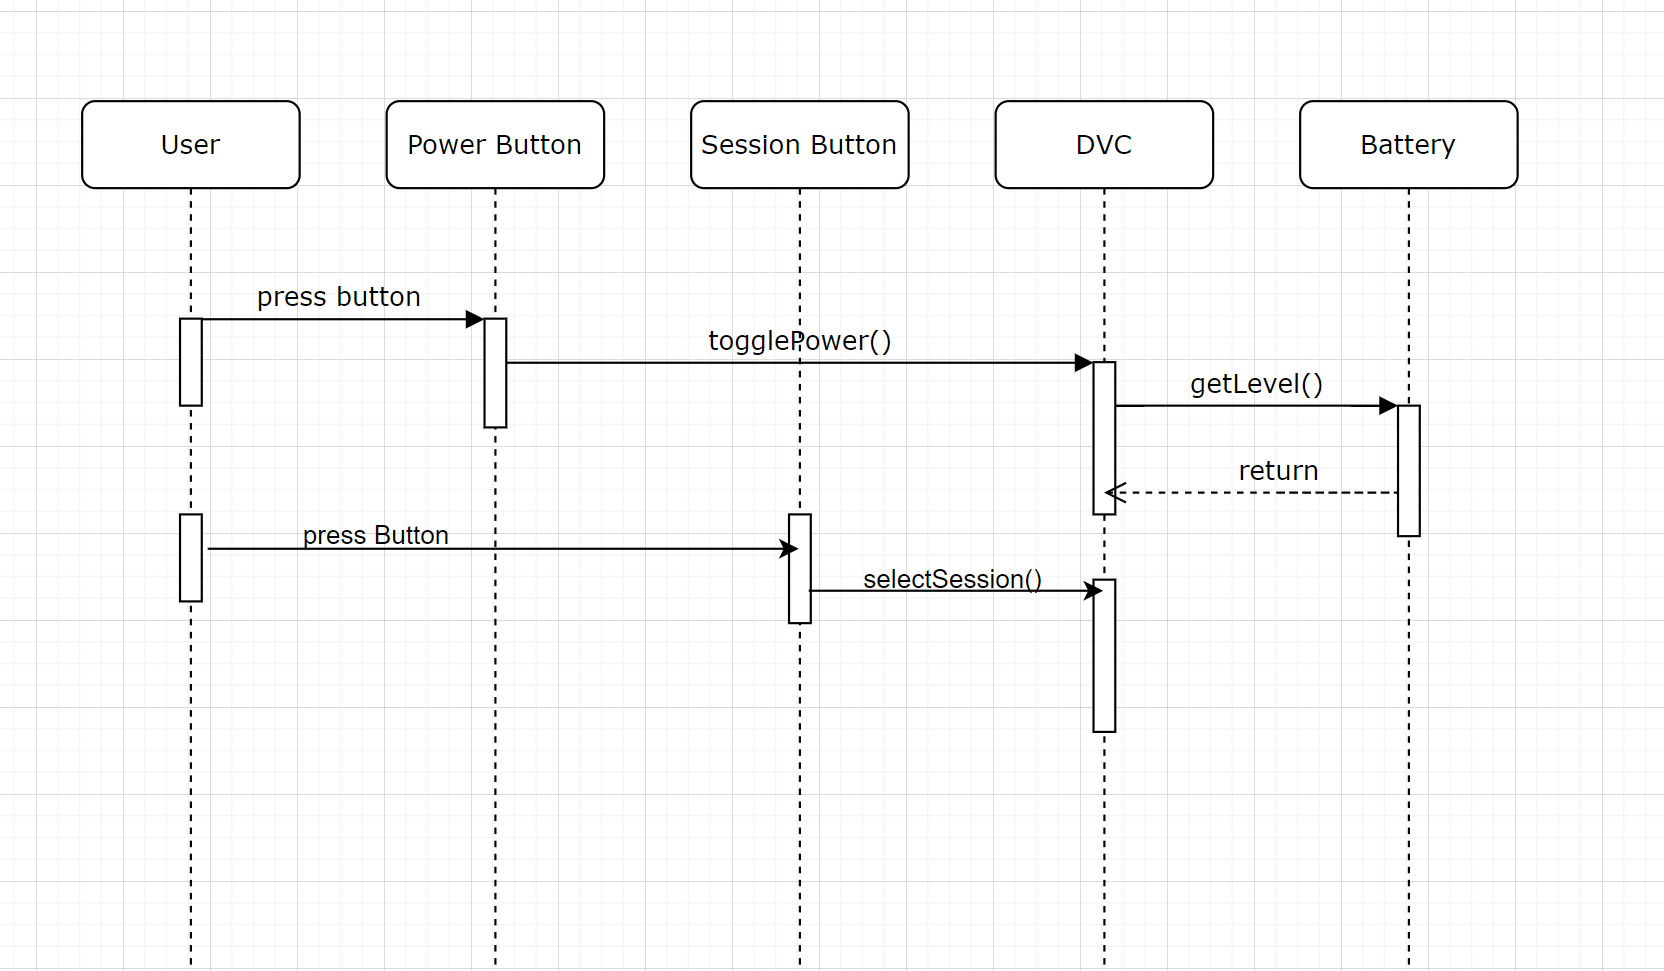 User
Power Button
Session Button
DVC
Battery
press button
togglePower()
getLevel()
return
press Button
selectSession()